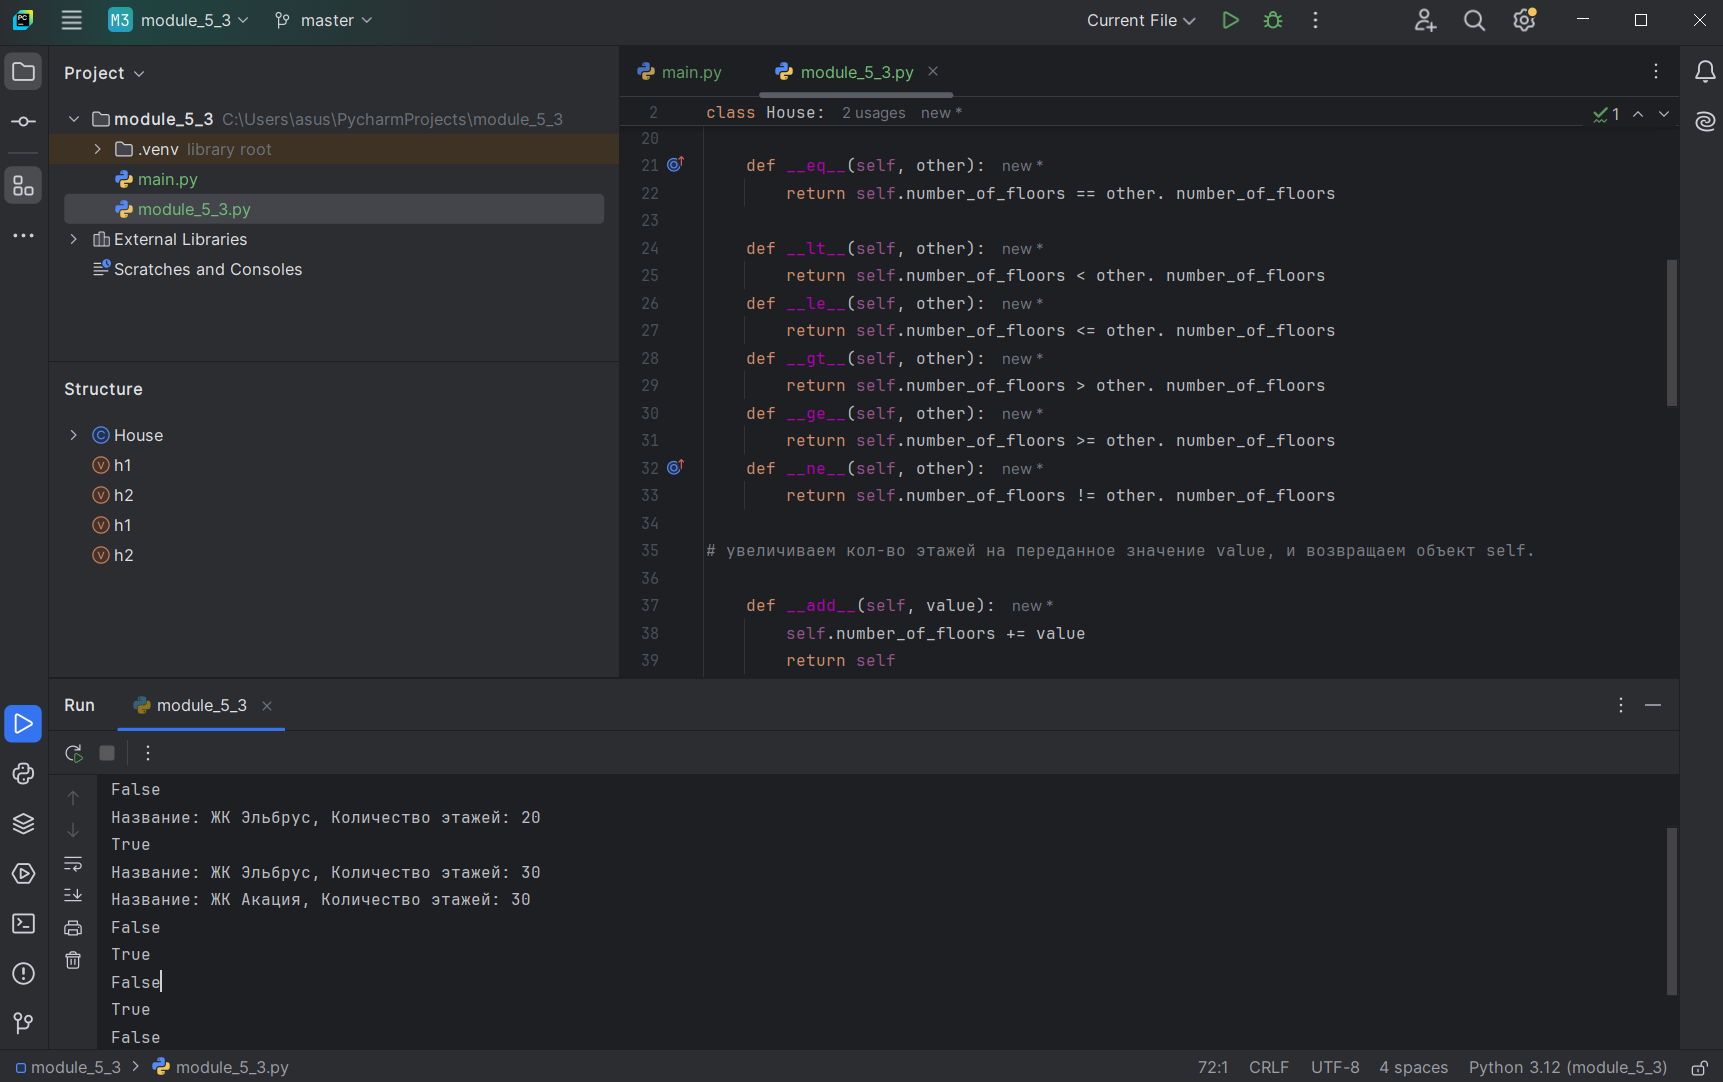 M3 module_5_3 master Current File
Project
module_5_3 C:\Users\asus\PycharmProjects\module_5_3
.venv library root
main.py
module_5_3.py
External Libraries
Scratches and Consoles
Structure
House
h1
h2
h1
h2
main.py module_5_3.py
2 class House: 2 usages new * 1
20
21 def __eq__(self, other): new *
22 return self.number_of_floors == other. number_of_floors
23
24 def __lt__(self, other): new *
25 return self.number_of_floors < other. number_of_floors
26 def __le__(self, other): new *
27 return self.number_of_floors <= other. number_of_floors
28 def __gt__(self, other): new *
29 return self.number_of_floors > other. number_of_floors
30 def __ge__(self, other): new *
31 return self.number_of_floors >= other. number_of_floors
32 def __ne__(self, other): new *
33 return self.number_of_floors != other. number_of_floors
34
35 # увеличиваем кол-во этажей на переданное значение value, и возвращаем объект self.
36
37 def __add__(self, value): new *
38 self.number_of_floors += value
39 return self
Run module_5_3
False
Название: ЖК Эльбрус, Количество этажей: 20
True
Название: ЖК Эльбрус, Количество этажей: 30
Название: ЖК Акация, Количество этажей: 30
False
True
False
True
False
module_5_3 module_5_3.py 72:1 CRLF UTF-8 4 spaces Python 3.12 (module_5_3)